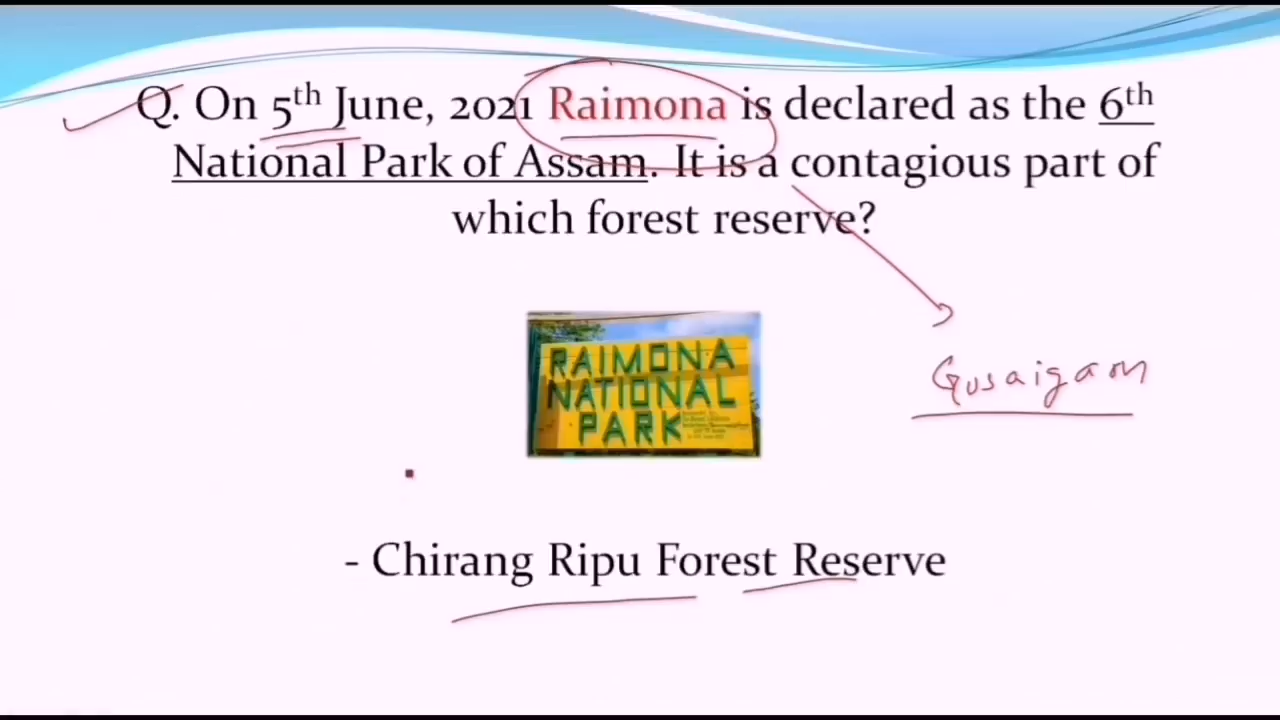 Q. On 5th June, 2021 Raimona is declared as the 6th
National Park of Assam. It is a contagious part of
which forest reserve?
RAIMONA
NATIONAL
PARK
Gusaigaon
- Chirang Ripu Forest Reserve